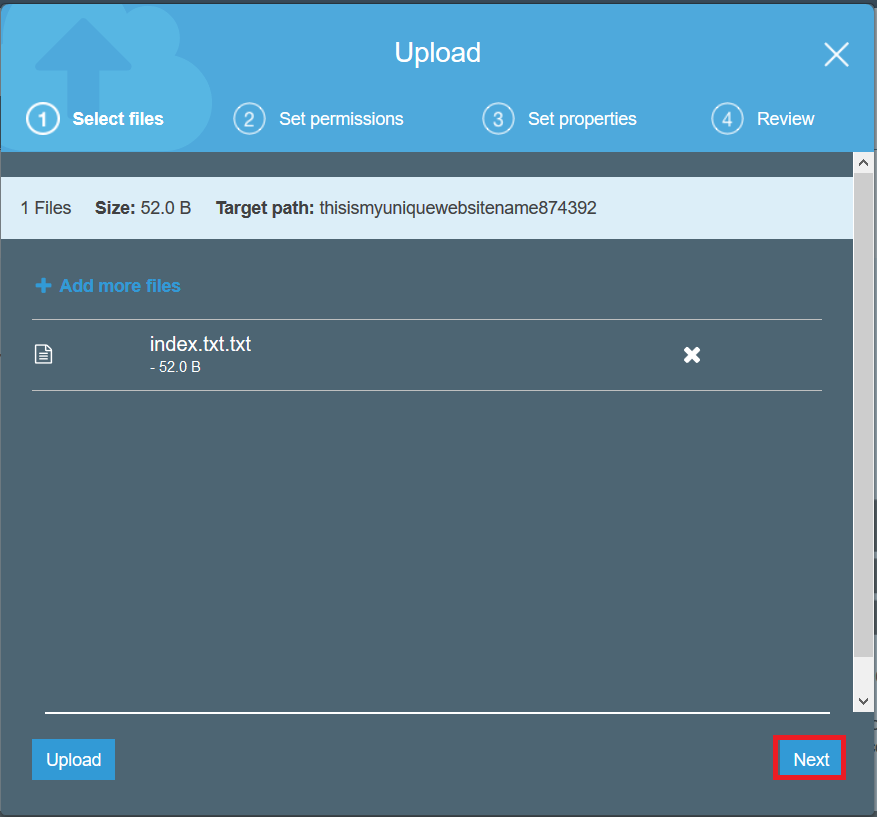 Upload
1 Select files 2 Set permissions 3 Set properties 4 Review
1 Files Size: 52.0 B Target path: thisismyuniquewebsitename874392
Add more files
index.txt.txt
- 52.0 B
Upload Next